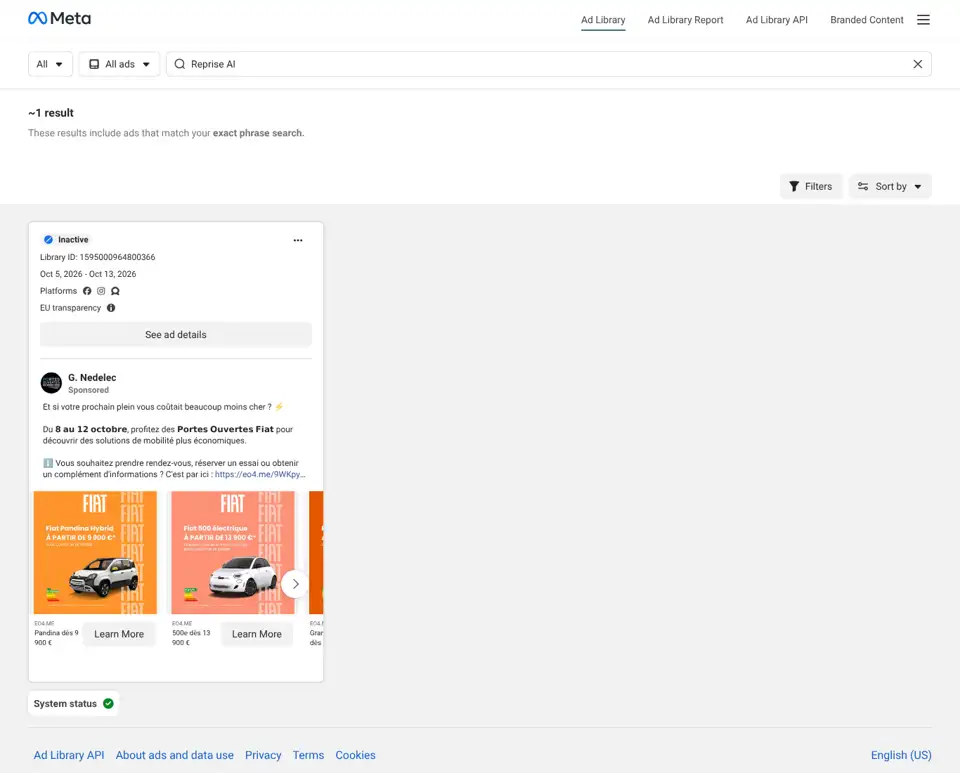 Meta
Ad Library Ad Library Report Ad Library API Branded Content
All All ads Reprise AI
~1 result
These results include ads that match your exact phrase search.
Filters Sort by
Inactive
Library ID: 1595000964800366
Oct 5, 2026 - Oct 13, 2026
Platforms
EU transparency
See ad details
G. Nedelec
Sponsored
Et si votre prochain plein vous coûtait beaucoup moins cher ? ⚡
Du 8 au 12 octobre, profitez des Portes Ouvertes Fiat pour
découvrir des solutions de mobilité plus économiques.
ℹ️ Vous souhaitez prendre rendez-vous, réserver un essai ou obtenir
un complément d'informations ? C'est par ici : https://eo4.me/9WKpy...
FIAT
Fiat Pandina Hybrid
À PARTIR DE 9 900 €*
FIAT
Fiat 500 électrique
À PARTIR DE 13 900 €*
EO4.ME
Pandina dès 9
900 €
Learn More
EO4.ME
500e dès 13
900 €
Learn More
EO4.M
Gran
dès
System status
Ad Library API About ads and data use Privacy Terms Cookies
English (US)